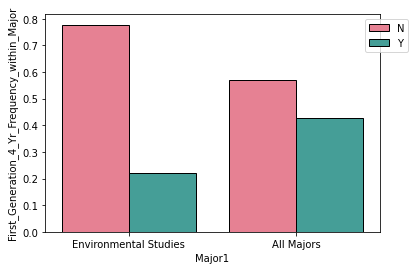 First_Generation_4_Yr_Frequency_within_Major
0.8
0.7
0.6
0.5
0.4
0.3
0.2
0.1
0.0
N
Y
Environmental Studies
All Majors
Major1